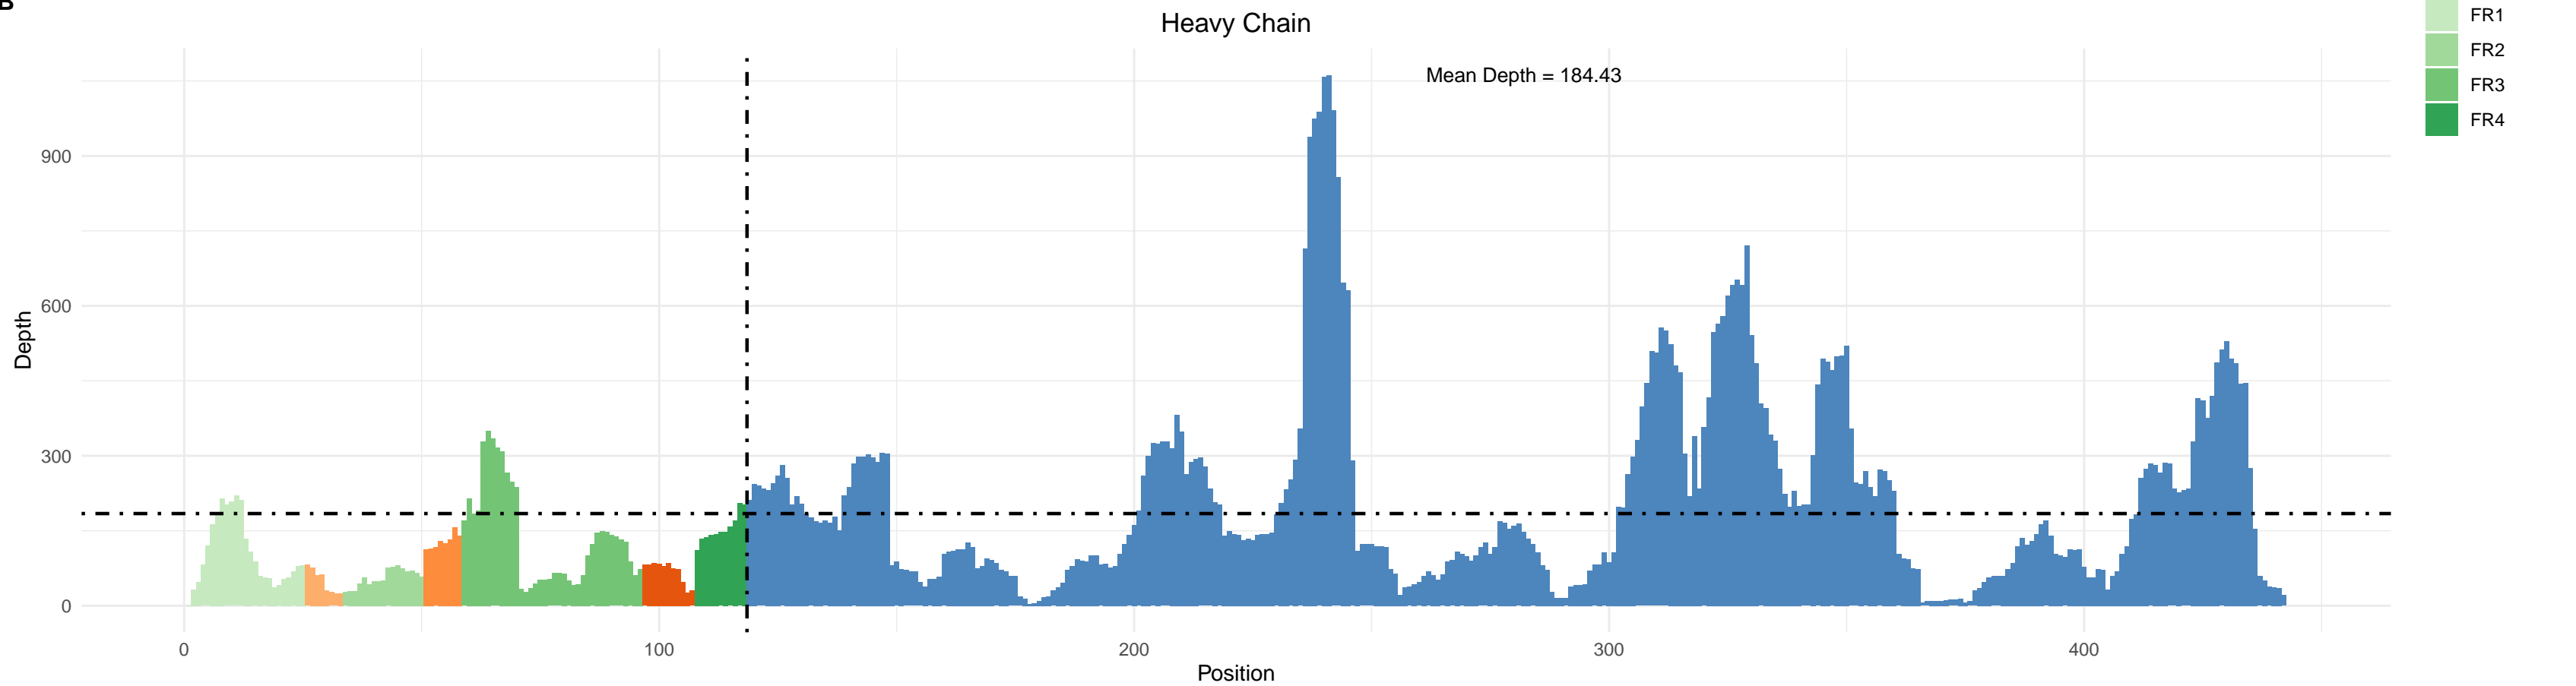 B
Heavy Chain
Mean Depth = 184.43
FR1
FR2
FR3
FR4
Depth
900
600
300
0
0 100 200 300 400
Position